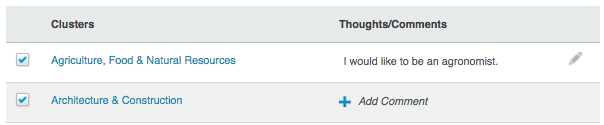 Clusters Thoughts/Comments
Agriculture, Food & Natural Resources I would like to be an agronomist.
Architecture & Construction Add Comment